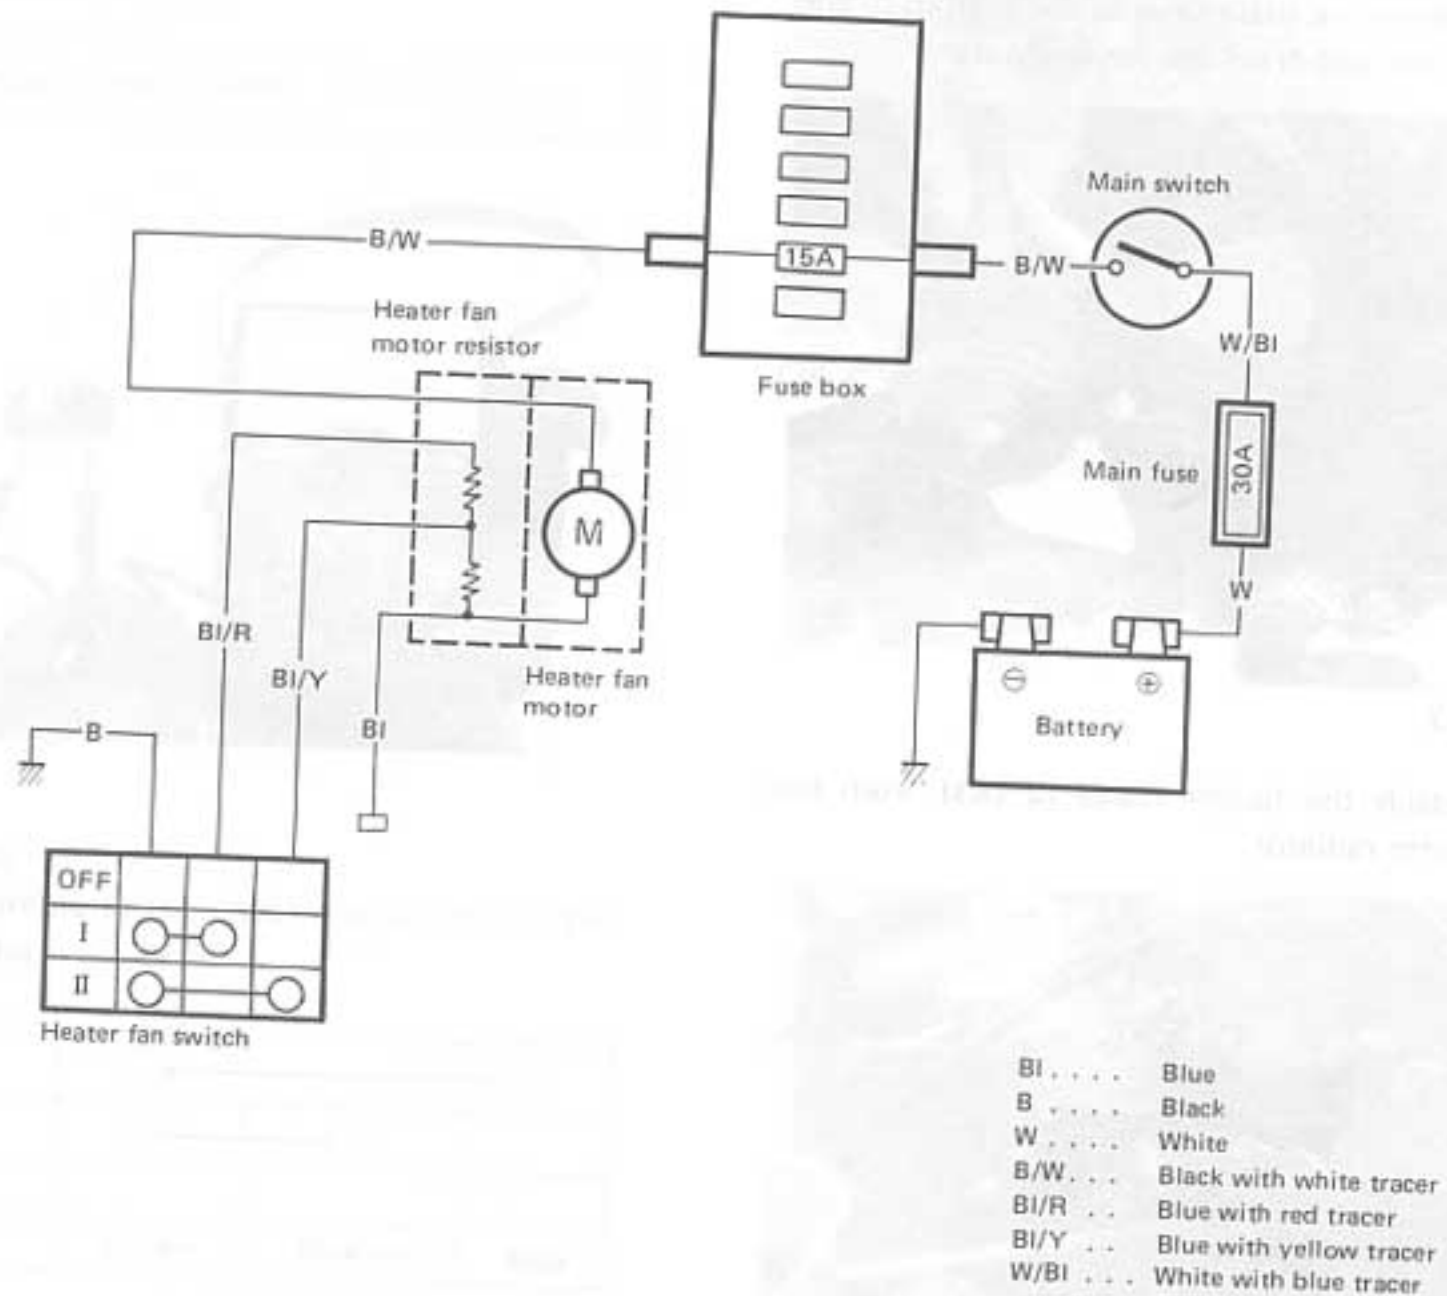 Main switch
B/W
15A
B/W
Heater fan
motor resistor
W/Bl
Fuse box
Main fuse
30A
M
W
Bl/R
Bl/Y
Heater fan
motor
⊖ ⊕
B
Bl
Battery
OFF
I
II
Heater fan switch
Bl . . . . Blue
B . . . . Black
W . . . . White
B/W . . . Black with white tracer
Bl/R . . Blue with red tracer
Bl/Y . . Blue with yellow tracer
W/Bl . . . White with blue tracer